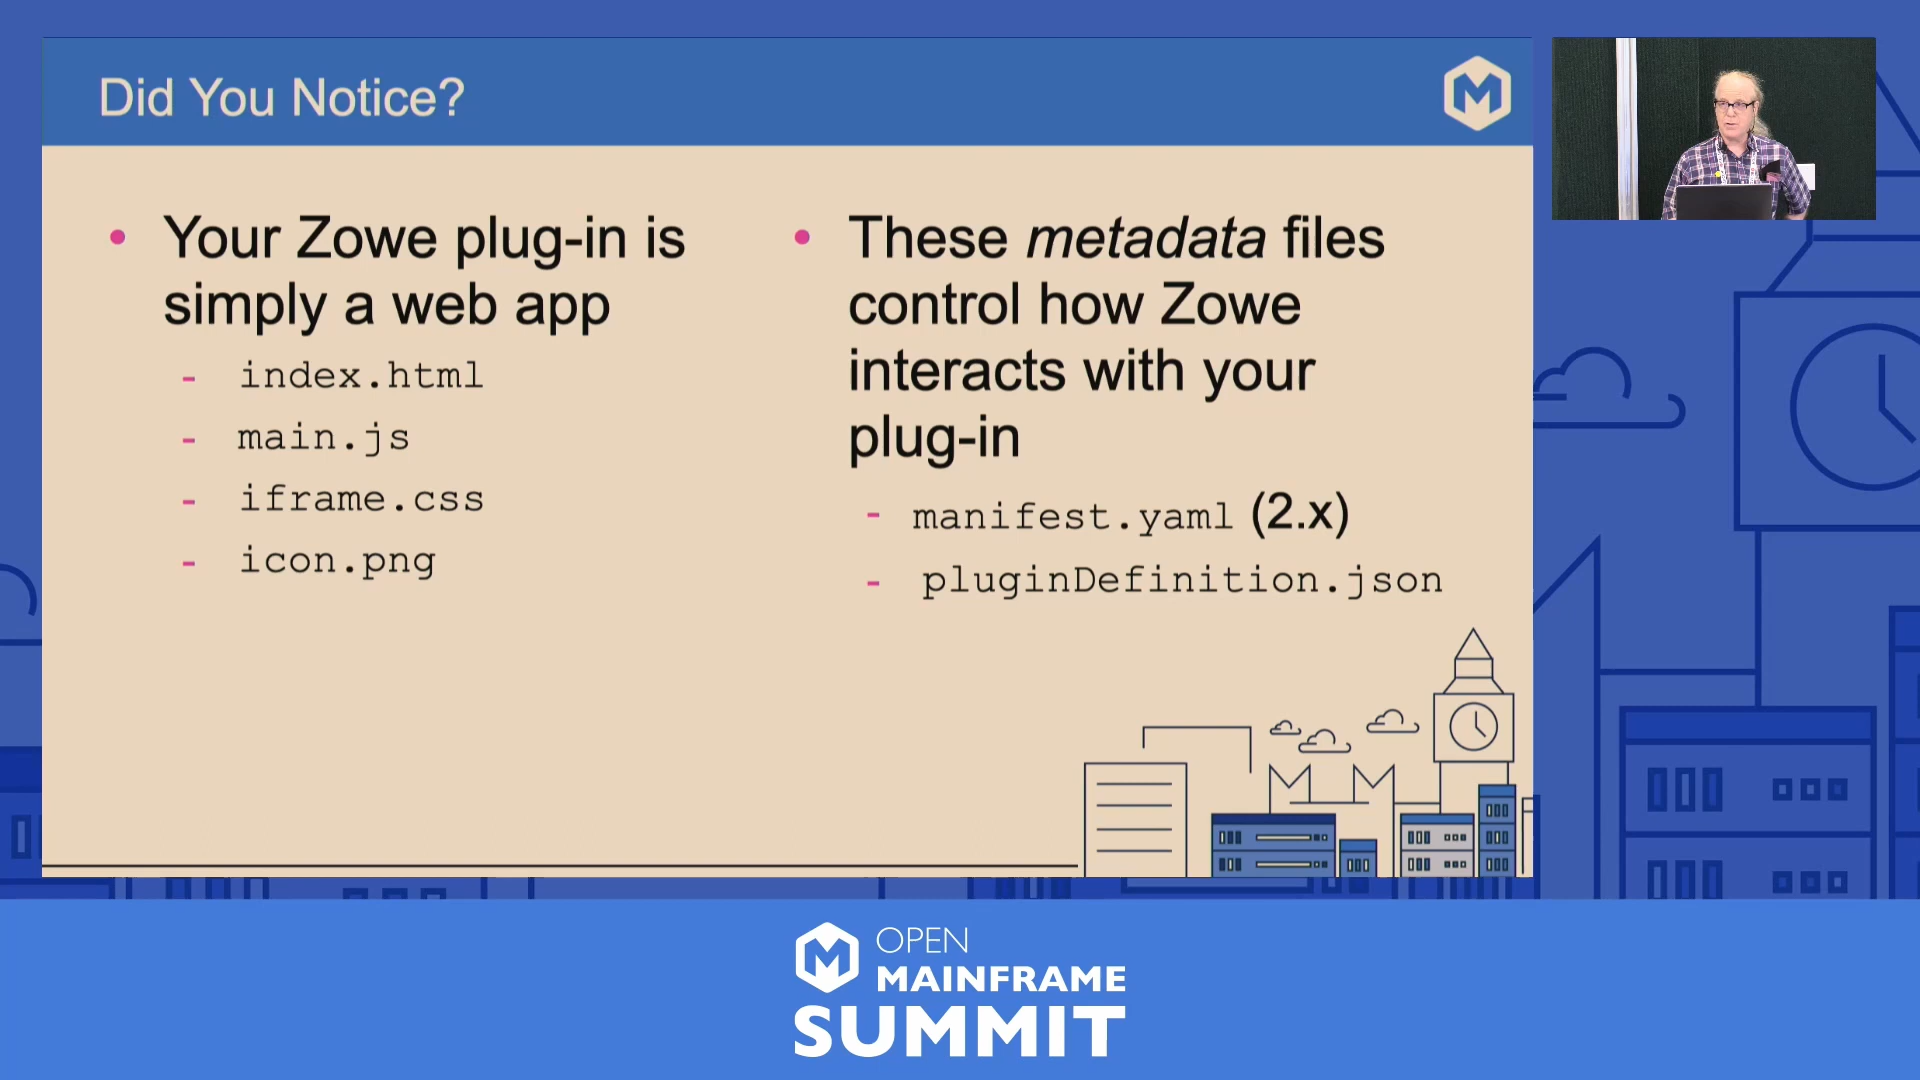 Did You Notice?
• Your Zowe plug-in is
simply a web app
- index.html
- main.js
- iframe.css
- icon.png
• These metadata files
control how Zowe
interacts with your
plug-in
- manifest.yaml (2.x)
- pluginDefinition.json
OPEN
MAINFRAME
SUMMIT